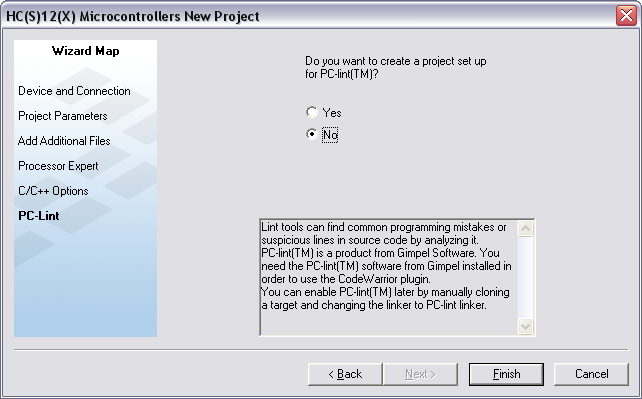 HC(S)12(X) Microcontrollers New Project
Wizard Map
Device and Connection
Project Parameters
Add Additional Files
Processor Expert
C/C++ Options
PC-Lint
Do you want to create a project set up
for PC-lint(TM)?
Yes
No
Lint tools can find common programming mistakes or
suspicious lines in source code by analyzing it.
PC-lint(TM) is a product from Gimpel Software. You
need the PC-lint(TM) software from Gimpel installed in
order to use the CodeWarrior plugin.
You can enable PC-lint(TM) later by manually cloning
a target and changing the linker to PC-lint linker.
< Back
Next >
Finish
Cancel